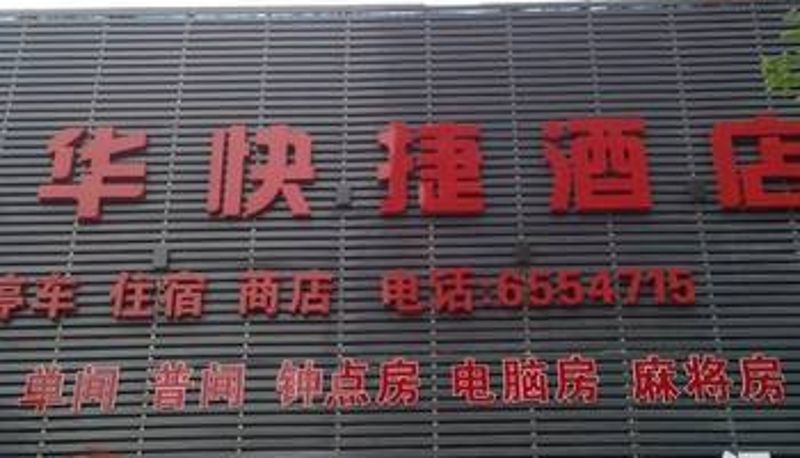 华快捷酒店
停车 住宿 商店 电话:6554715
单间 普间 钟点房 电脑房 麻将房